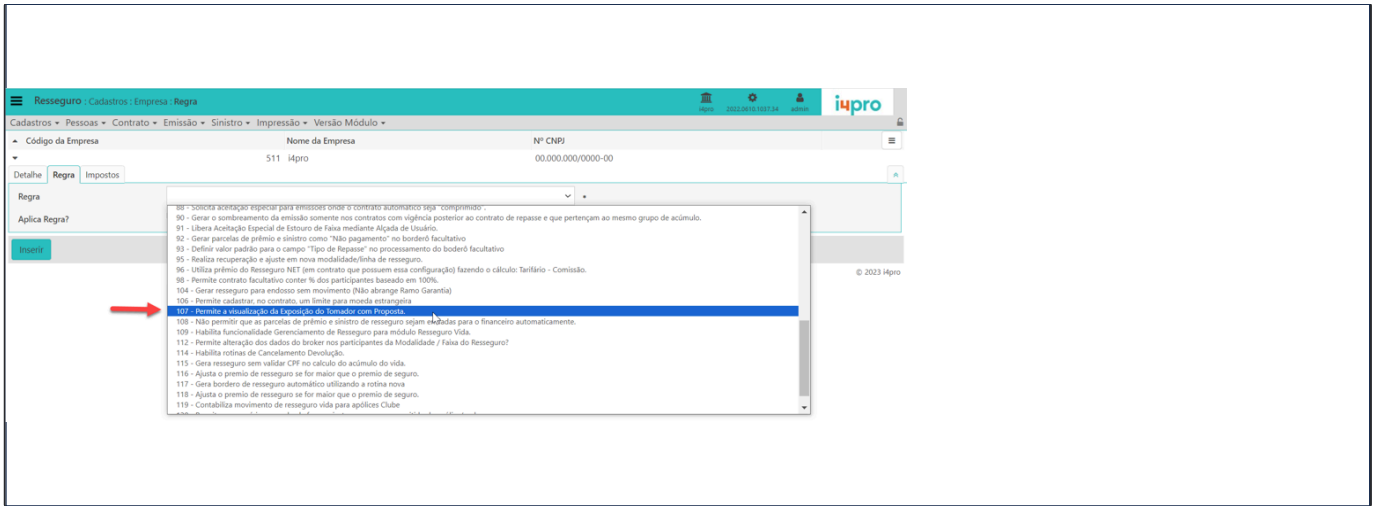 Resseguro : Cadastros : Empresa : Regra
i4pro 2022.0610.1637.34 admin
i4pro
Cadastros Pessoas Contrato Emissão Sinistro Impressão Versão Módulo
Código da Empresa Nome da Empresa Nº CNPJ
511 i4pro 00.000.000/0000-00
Detalhe Regra Impostos
Regra
Aplica Regra?
88 - Solicita aceitação especial para emissões onde o contrato automático seja "comprimido".
90 - Gerar o sombreamento da emissão somente nos contratos com vigência posterior ao contrato de repasse e que pertençam ao mesmo grupo de acúmulo.
91 - Libera Aceitação Especial de Estouro de Faixa mediante Alçada de Usuário.
92 - Gerar parcelas de prêmio e sinistro como "Não pagamento" no borderô facultativo
93 - Definir valor padrão para o campo "Tipo de Repasse" no processamento do boderô facultativo
95 - Realiza recuperação e ajuste em nova modalidade/linha de resseguro.
96 - Utiliza prêmio do Resseguro NET (em contrato que possuem essa configuração) fazendo o cálculo: Tarifário - Comissão.
98 - Permite contrato facultativo conter % dos participantes baseado em 100%.
104 - Gerar resseguro para endosso sem movimento (Não abrange Ramo Garantia)
106 - Permite cadastrar, no contrato, um limite para moeda estrangeira
107 - Permite a visualização da Exposição do Tomador com Proposta.
108 - Não permitir que as parcelas de prêmio e sinistro de resseguro sejam enviadas para o financeiro automaticamente.
109 - Habilita funcionalidade Gerenciamento de Resseguro para módulo Resseguro Vida.
112 - Permite alteração dos dados do broker nos participantes da Modalidade / Faixa do Resseguro?
114 - Habilita rotinas de Cancelamento Devolução.
115 - Gera resseguro sem validar CPF no calculo do acúmulo do vida.
116 - Ajusta o premio de resseguro se for maior que o premio de seguro.
117 - Gera bordero de resseguro automático utilizando a rotina nova
118 - Ajusta o premio de resseguro se for maior que o premio de seguro.
119 - Contabiliza movimento de resseguro vida para apólices Clube
Inserir
© 2023 i4pro